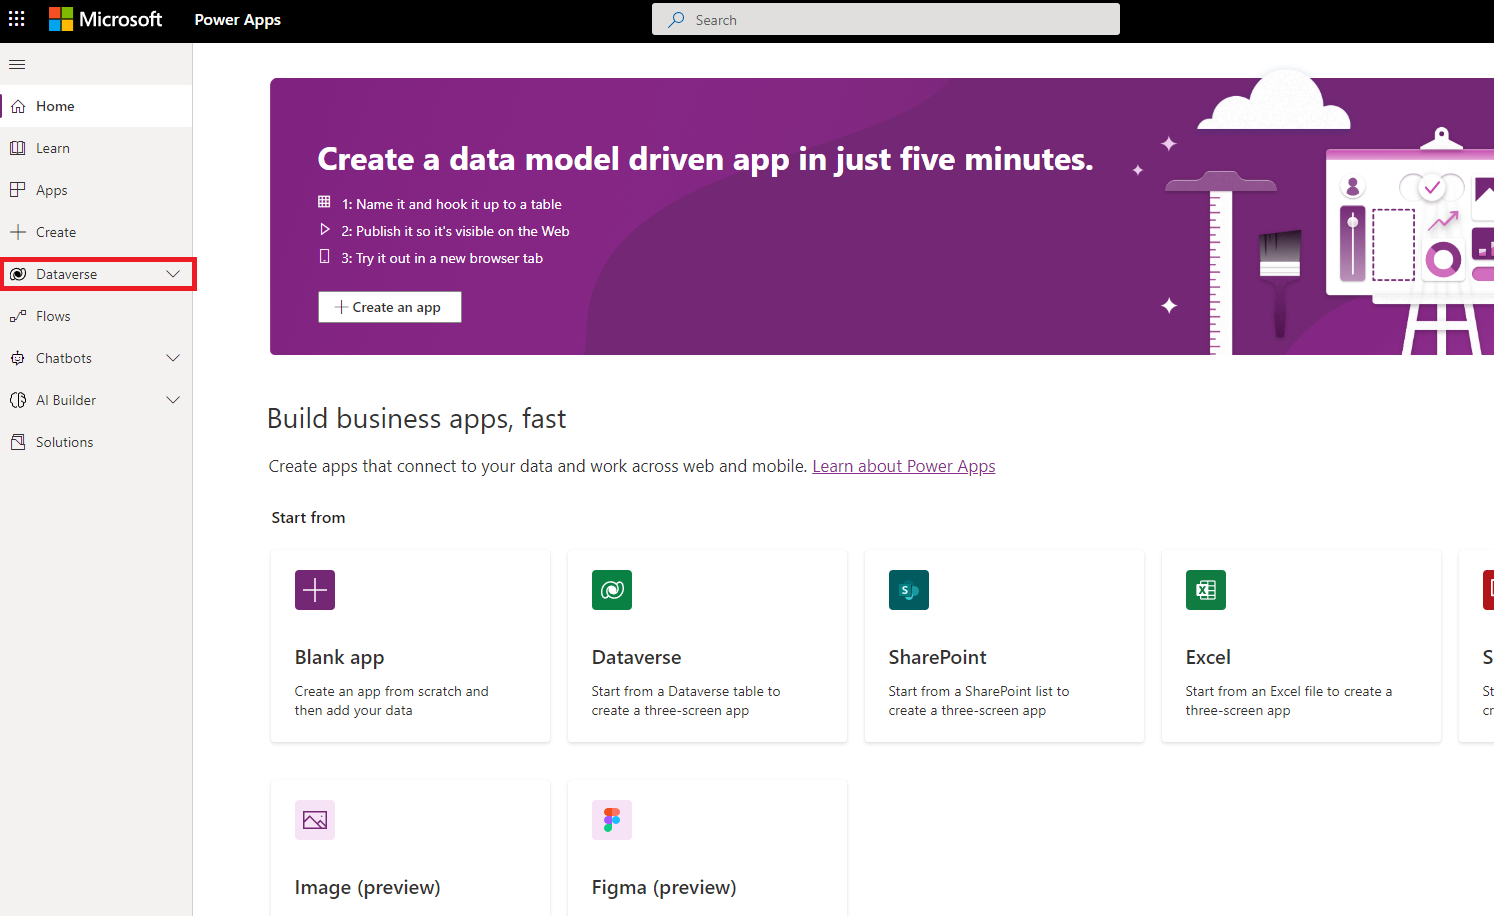 Microsoft Power Apps
Search
Home
Learn
Apps
Create
Dataverse
Flows
Chatbots
AI Builder
Solutions
Create a data model driven app in just five minutes.
1: Name it and hook it up to a table
2: Publish it so it's visible on the Web
3: Try it out in a new browser tab
Create an app
Build business apps, fast
Create apps that connect to your data and work across web and mobile. Learn about Power Apps
Start from
Blank app
Create an app from scratch and
then add your data
Dataverse
Start from a Dataverse table to
create a three-screen app
SharePoint
Start from a SharePoint list to
create a three-screen app
Excel
Start from an Excel file to create a
three-screen app
Image (preview)
Figma (preview)